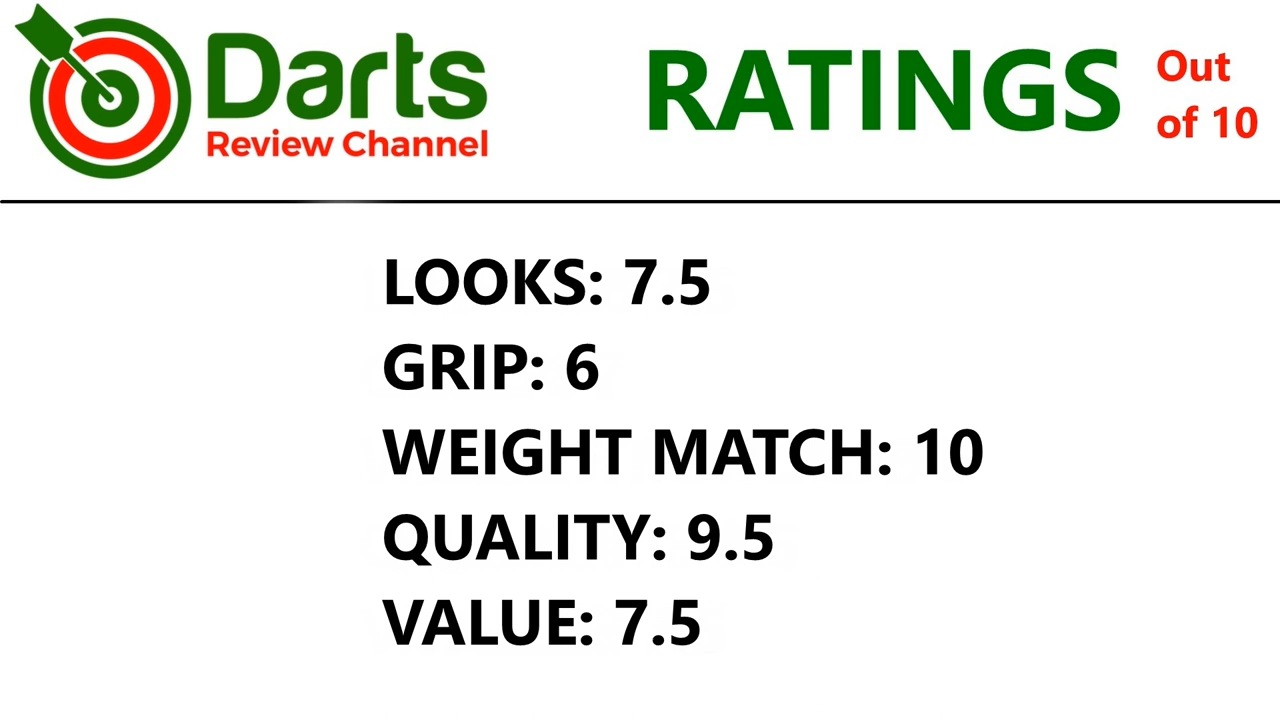 Darts
Review Channel
RATINGS
Out
of 10
LOOKS: 7.5
GRIP: 6
WEIGHT MATCH: 10
QUALITY: 9.5
VALUE: 7.5